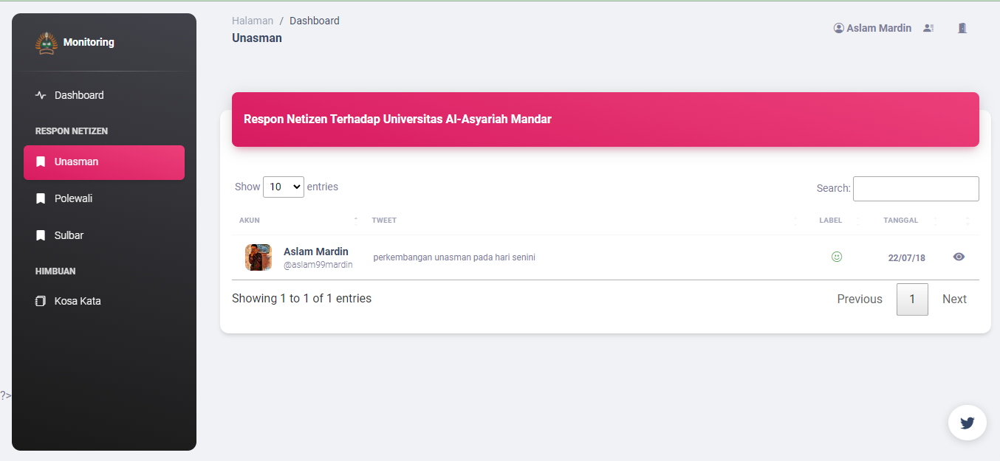 Monitoring
Dashboard
RESPON NETIZEN
Unasman
Polewali
Sulbar
HIMBUAN
Kosa Kata
?>
Halaman / Dashboard
Unasman
Aslam Mardin
Respon Netizen Terhadap Universitas Al-Asyariah Mandar
Show 10 entries
Search:
AKUN TWEET LABEL TANGGAL
Aslam Mardin
@aslam99mardin
perkembangan unasman pada hari senini
22/07/18
Showing 1 to 1 of 1 entries
Previous 1 Next